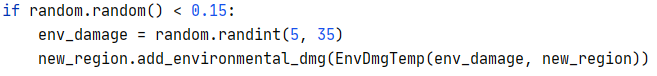 if random.random() < 0.15:
    env_damage = random.randint(5, 35)
    new_region.add_environmental_dmg(EnvDmgTemp(env_damage, new_region))